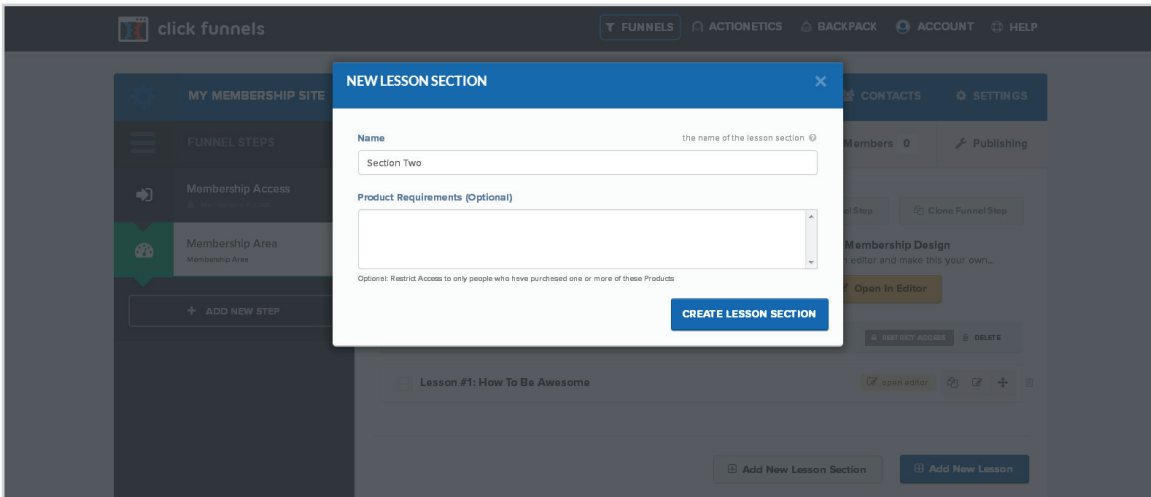 click funnels
FUNNELS ACTIONETICS BACKPACK ACCOUNT HELP
MY MEMBERSHIP SITE
CONTACTS SETTINGS
NEW LESSON SECTION
Name the name of the lesson section
Section Two
Product Requirements (Optional)
Optional: Restrict Access to only people who have purchased one or more of these Products
CREATE LESSON SECTION
FUNNEL STEPS
Membership Access
Membership Area
Membership Area
ADD NEW STEP
Members 0 Publishing
Step Clone Funnel Step
Membership Design
editor and make this your own...
Open In Editor
RESTRICT ACCESS DELETE
Lesson #1: How To Be Awesome open editor
Add New Lesson Section Add New Lesson